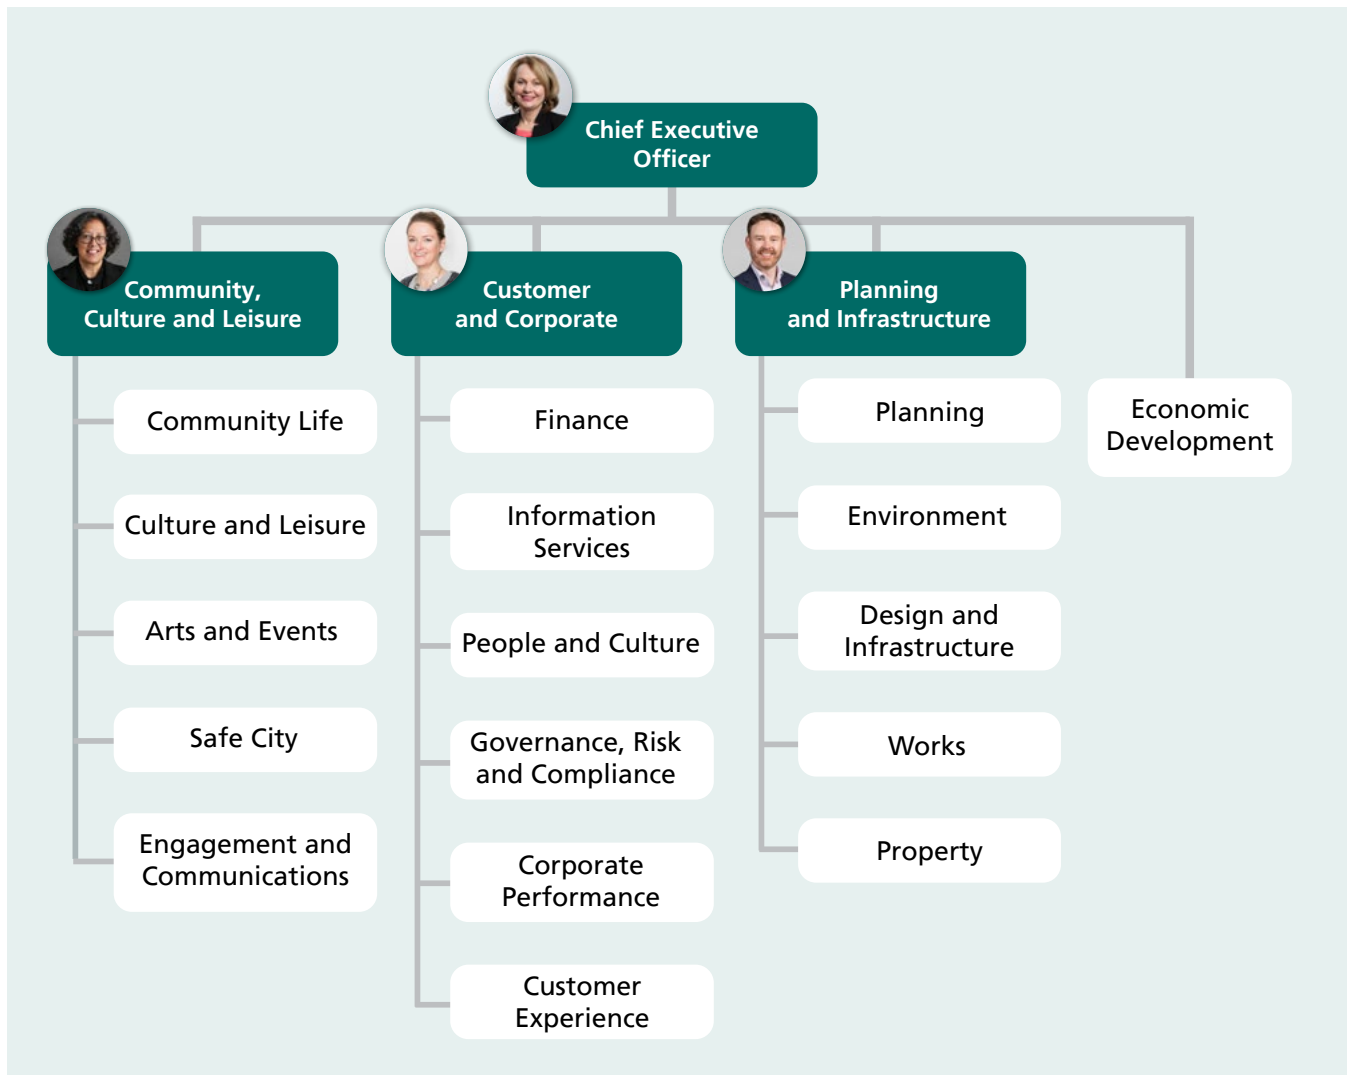 Chief Executive
Officer
Community,
Culture and Leisure
Customer
and Corporate
Planning
and Infrastructure
Community Life
Culture and Leisure
Arts and Events
Safe City
Engagement and
Communications
Finance
Information
Services
People and Culture
Governance, Risk
and Compliance
Corporate
Performance
Customer
Experience
Planning
Environment
Design and
Infrastructure
Works
Property
Economic
Development